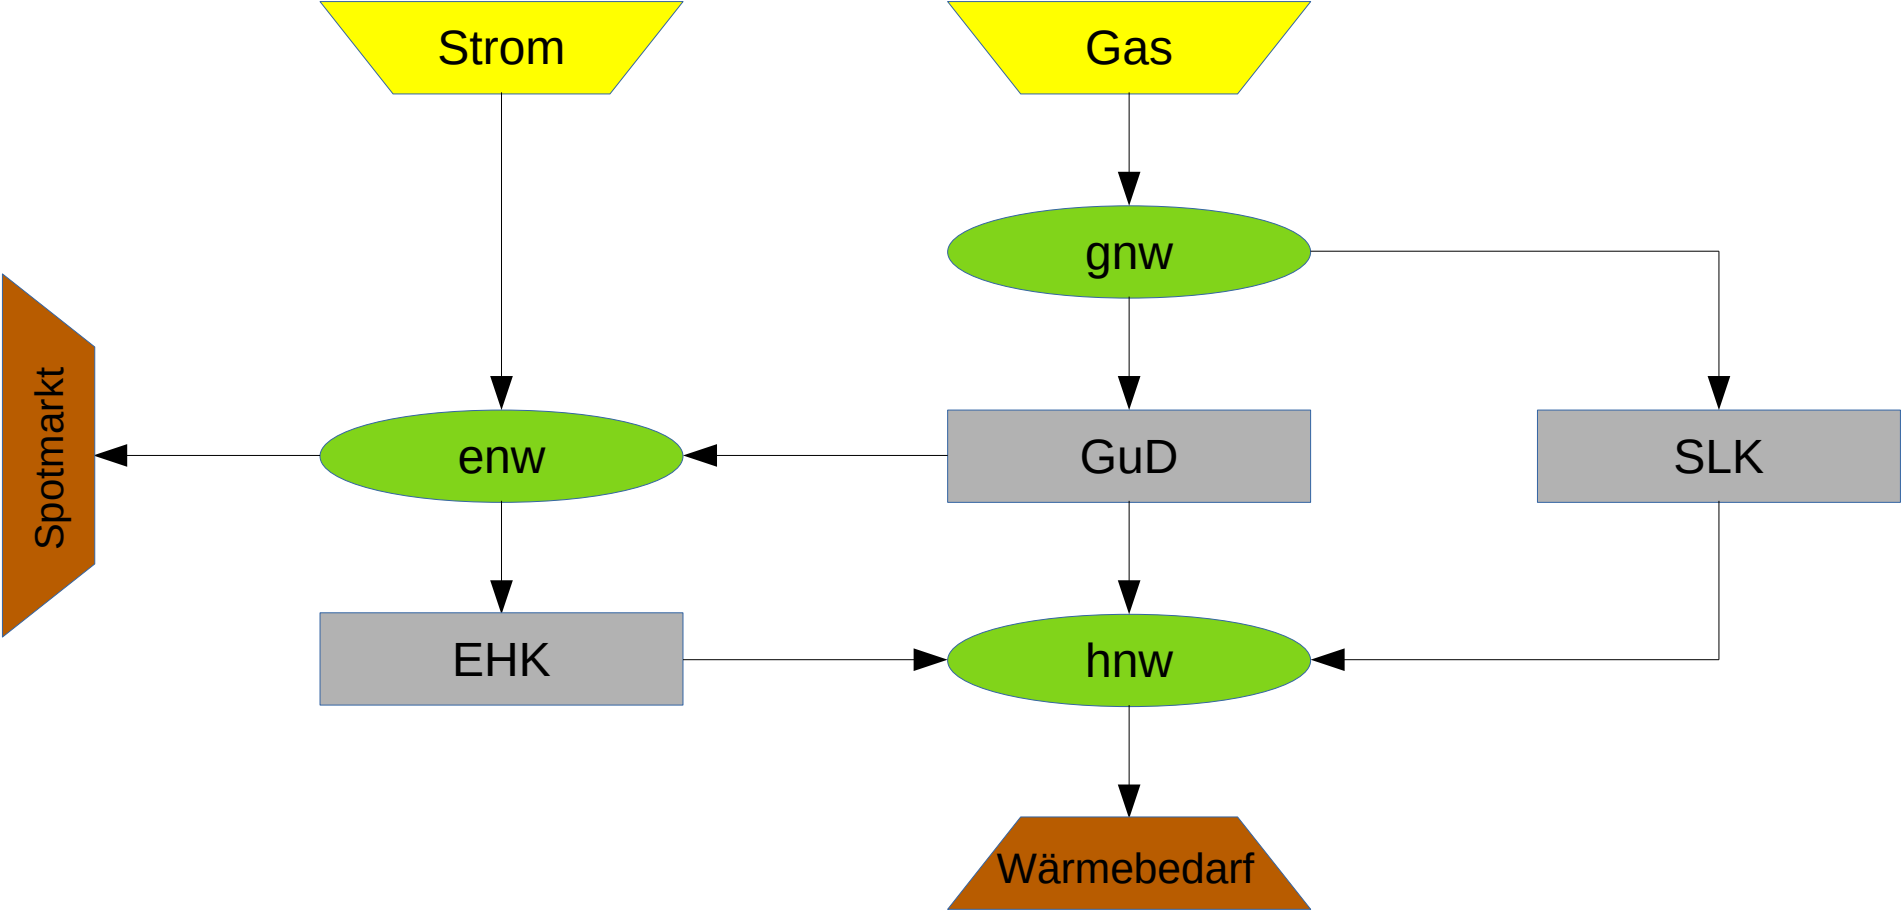 Strom
Gas
gnw
Spotmarkt
enw
GuD
SLK
EHK
hnw
Wärmebedarf